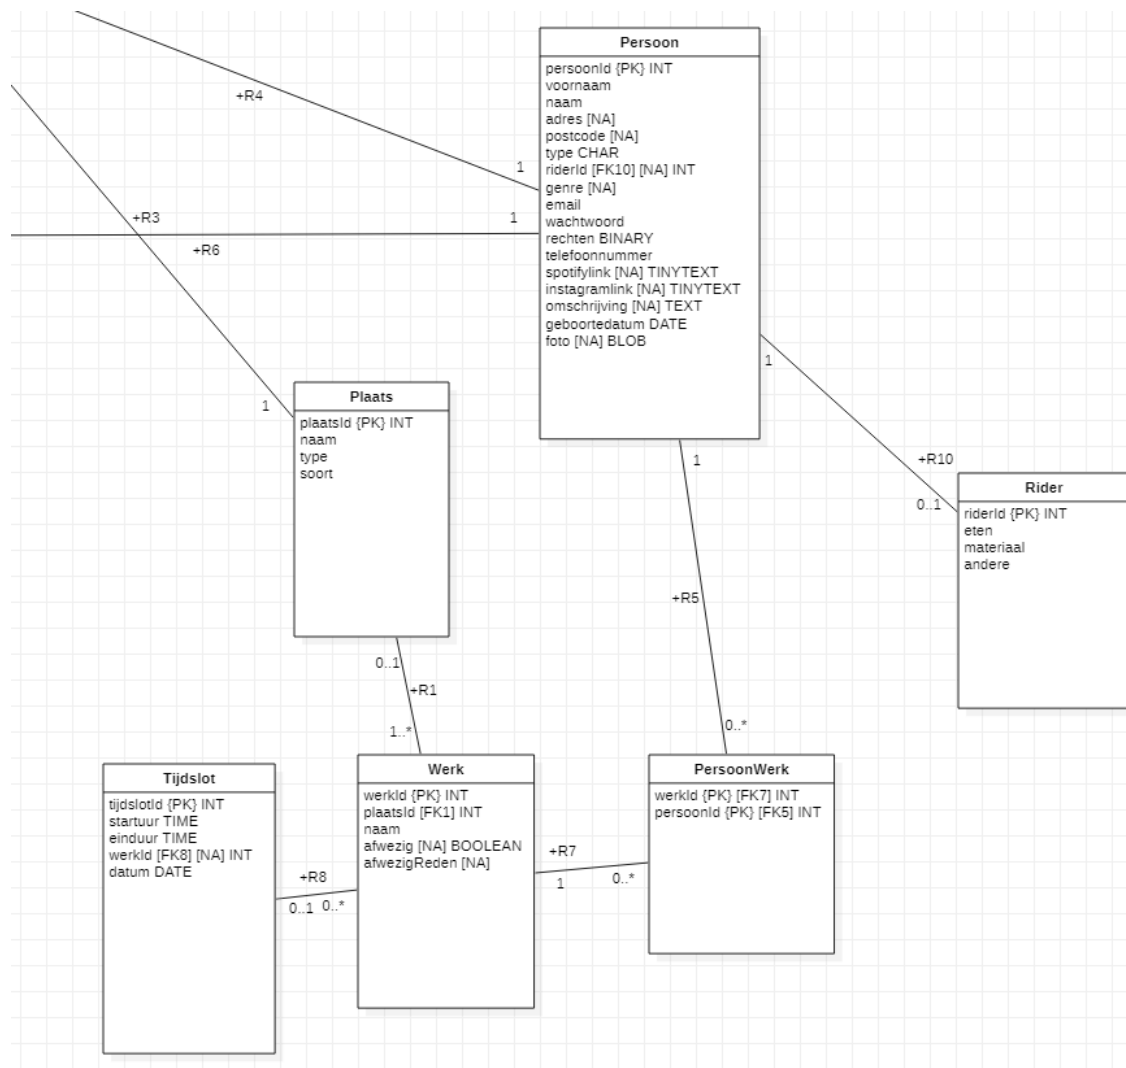 Persoon
persoonId {PK} INT
voornaam
naam
adres [NA]
postcode [NA]
type CHAR
riderId [FK10] [NA] INT
genre [NA]
email
wachtwoord
rechten BINARY
telefoonnummer
spotifylink [NA] TINYTEXT
instagramlink [NA] TINYTEXT
omschrijving [NA] TEXT
geboortedatum DATE
foto [NA] BLOB
+R4
1
+R3
1
+R6
1
1
+R10
0..1
Plaats
plaatsId {PK} INT
naam
type
soort
1
Rider
riderId {PK} INT
eten
materiaal
andere
+R5
0..*
0..1
+R1
1..*
Tijdslot
tijdslotId {PK} INT
startuur TIME
einduur TIME
werkId [FK8] [NA] INT
datum DATE
+R8
0..1
0..*
Werk
werkId {PK} INT
plaatsId [FK1] INT
naam
afwezig [NA] BOOLEAN
afwezigReden [NA]
+R7
1
0..*
PersoonWerk
werkId {PK} [FK7] INT
persoonId {PK} [FK5] INT